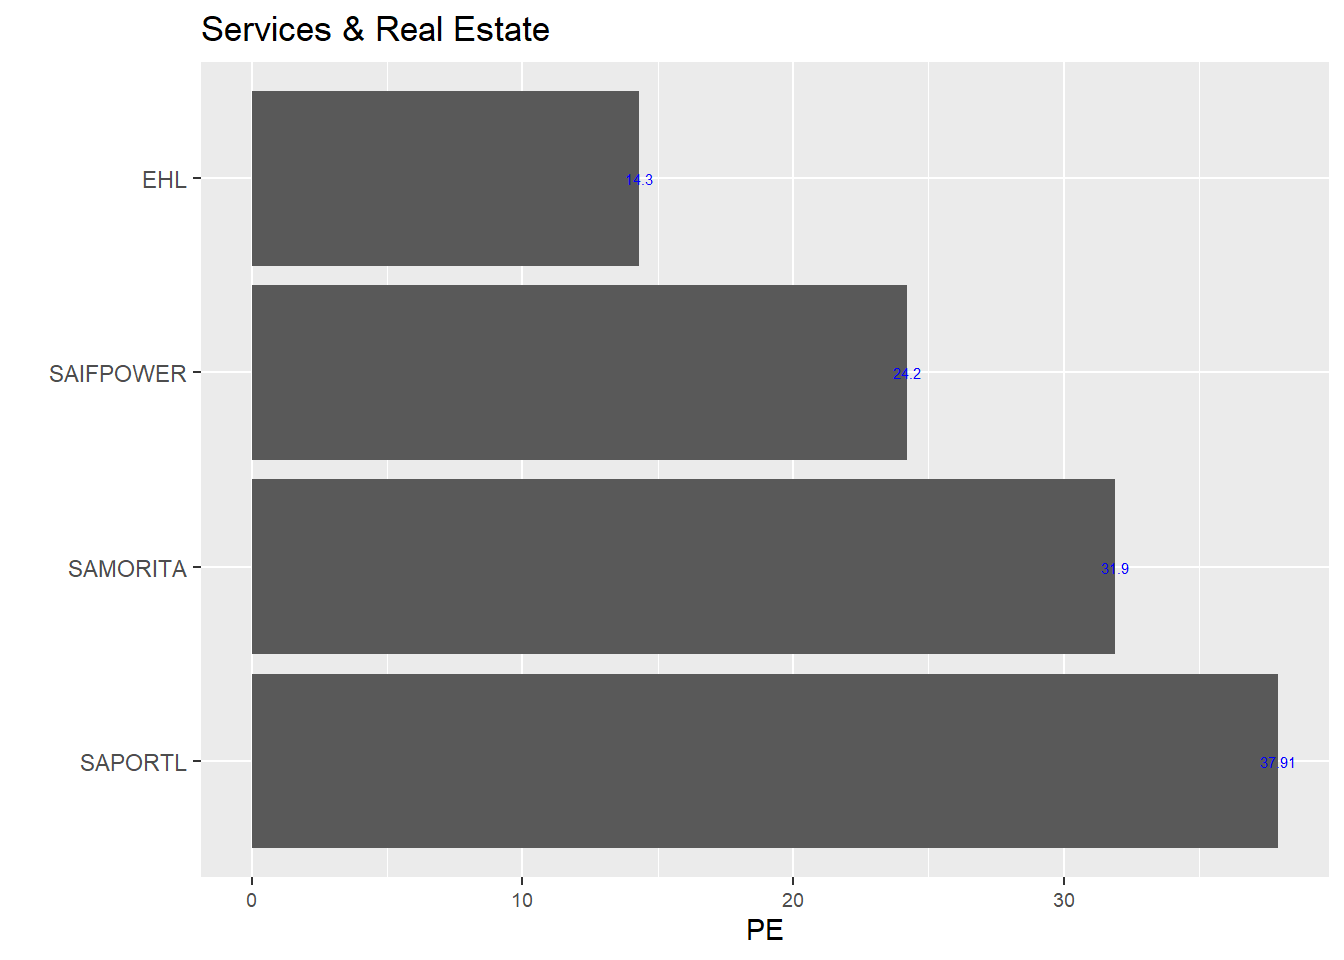 Services & Real Estate
EHL
14.3
SAIFPOWER
24.2
SAMORITA
31.9
SAPORTL
37.91
0 10 20 30
PE